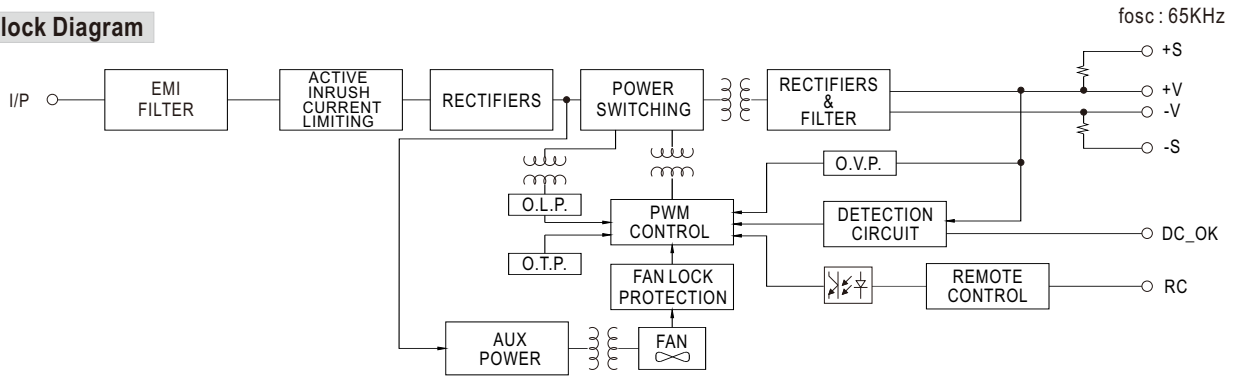 lock Diagram
fosc : 65KHz
I/P
EMI
FILTER
ACTIVE
INRUSH
CURRENT
LIMITING
RECTIFIERS
POWER
SWITCHING
RECTIFIERS
&
FILTER
+S
+V
-V
-S
O.V.P.
O.L.P.
PWM
CONTROL
DETECTION
CIRCUIT
DC_OK
O.T.P.
FAN LOCK
PROTECTION
REMOTE
CONTROL
RC
AUX
POWER
FAN